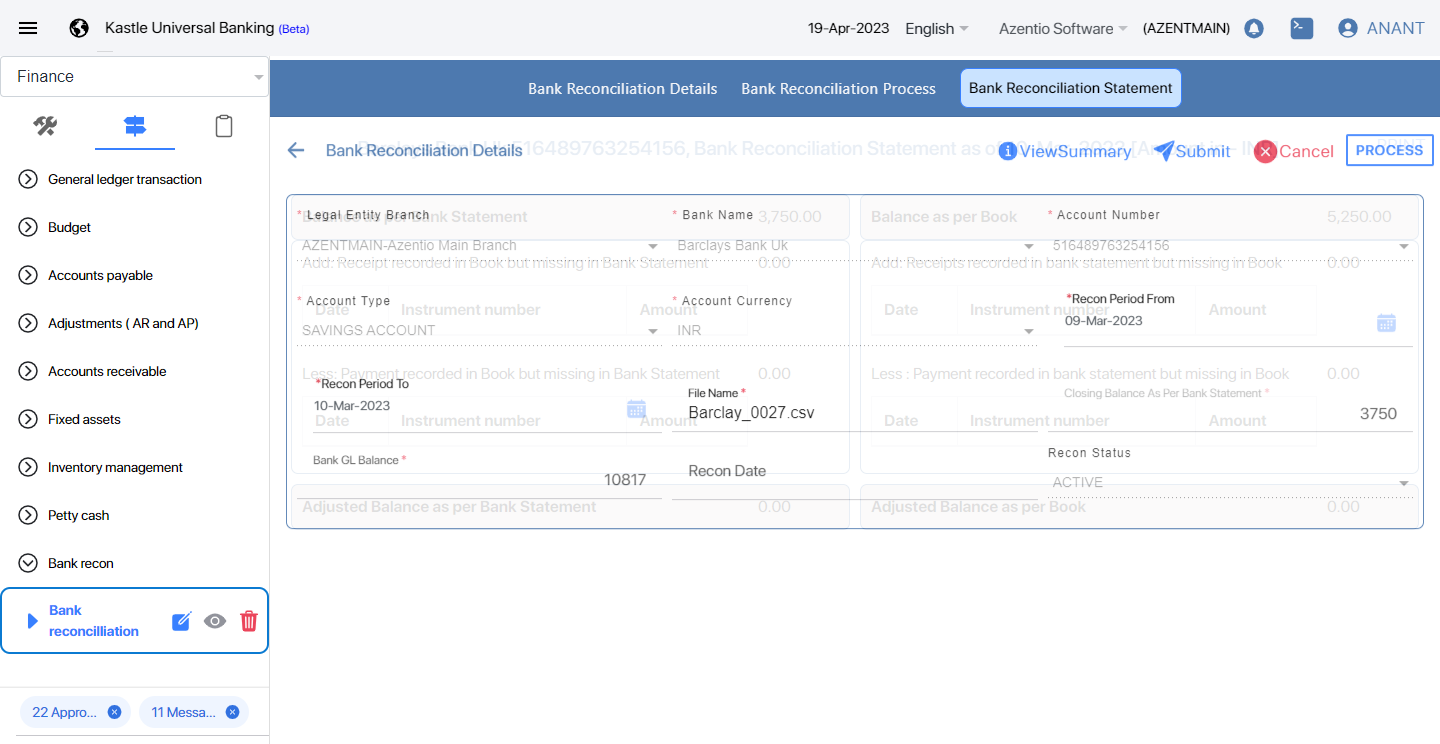 Kastle Universal Banking (Beta)
19-Apr-2023 English Azentio Software (AZENTMAIN) ANANT
Finance
Bank Reconciliation Details Bank Reconciliation Process Bank Reconciliation Statement
Bank Reconciliation Details
516489763254156, Bank Reconciliation Statement as
ViewSummary Submit Cancel PROCESS
General ledger transaction
Budget
Accounts payable
Adjustments ( AR and AP)
Accounts receivable
Fixed assets
Inventory management
Petty cash
Bank recon
Bank
reconcilliation
22 Appro... 11 Messa...
* Legal Entity Branch * Bank Name * Account Number
Balance as per Bank Statement 3,750.00 Balance as per Book 5,250.00
AZENTMAIN-Azentio Main Branch Barclays Bank Uk 516489763254156
Add: Receipt recorded in Book but missing in Bank Statement 0.00 Add: Receipts recorded in bank statement but missing in Book 0.00
* Account Type * Account Currency *Recon Period From
Date Instrument number Amount Date Instrument number Amount
SAVINGS ACCOUNT INR 09-Mar-2023
Less: Payment recorded in Book but missing in Bank Statement 0.00 Less : Payment recorded in bank statement but missing in Book 0.00
*Recon Period To File Name * Closing Balance As Per Bank Statement *
10-Mar-2023 Barclay_0027.csv 3750
Date Instrument number Amount Date Instrument number Amount
Bank GL Balance * Recon Date Recon Status
10817 ACTIVE
Adjusted Balance as per Bank Statement 0.00 Adjusted Balance as per Book 0.00